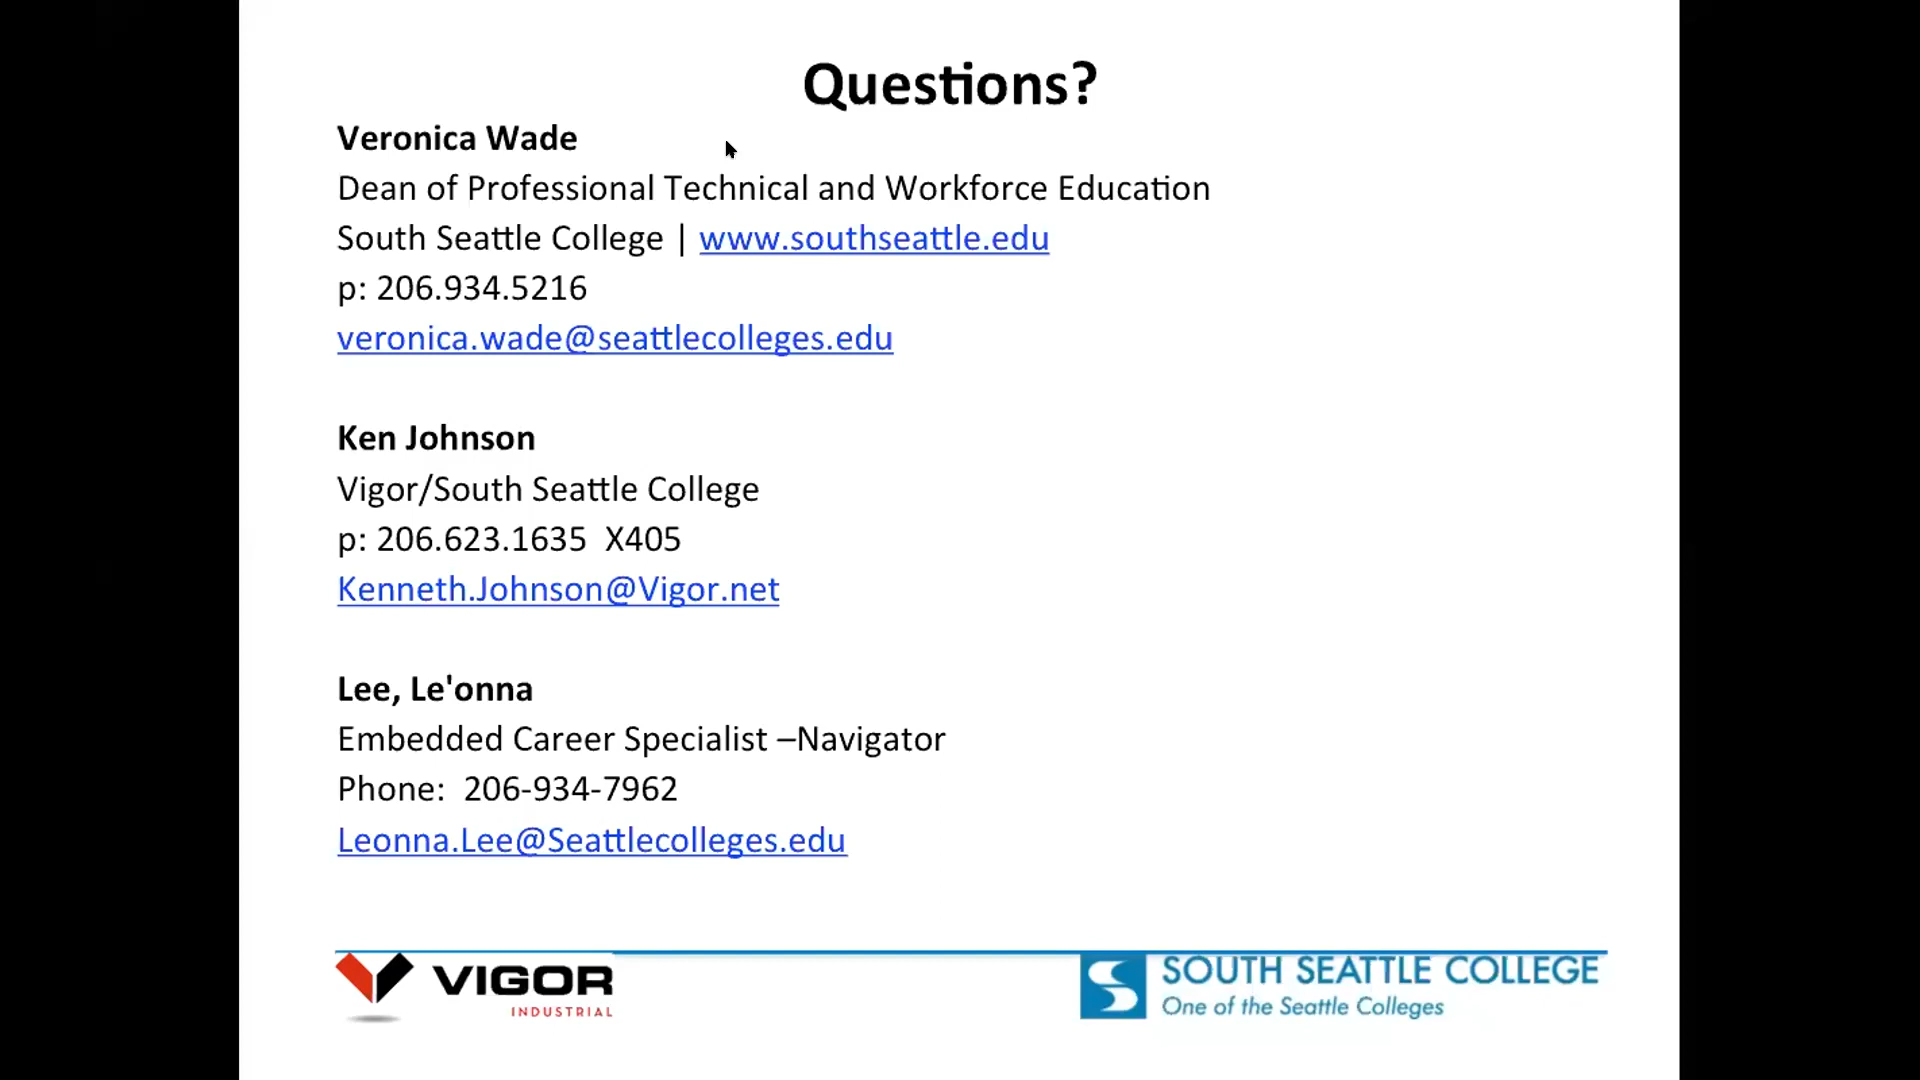 Questions?
Veronica Wade
Dean of Professional Technical and Workforce Education
South Seattle College | www.southseattle.edu
p: 206.934.5216
veronica.wade@seattlecolleges.edu
Ken Johnson
Vigor/South Seattle College
p: 206.623.1635  X405
Kenneth.Johnson@Vigor.net
Lee, Le'onna
Embedded Career Specialist –Navigator
Phone:  206-934-7962
Leonna.Lee@Seattlecolleges.edu
VIGOR
INDUSTRIAL
SOUTH SEATTLE COLLEGE
One of the Seattle Colleges